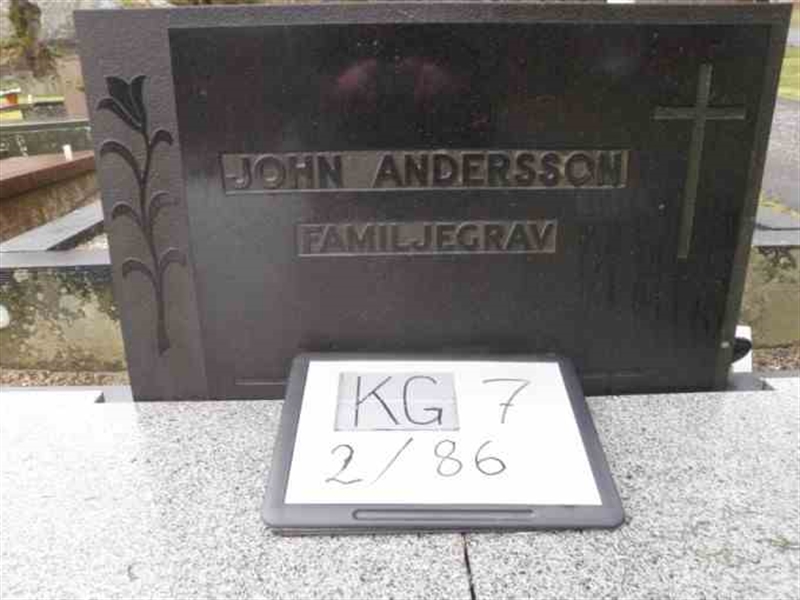 JOHN ANDERSSON
FAMILJEGRAV
KG 7
2/86